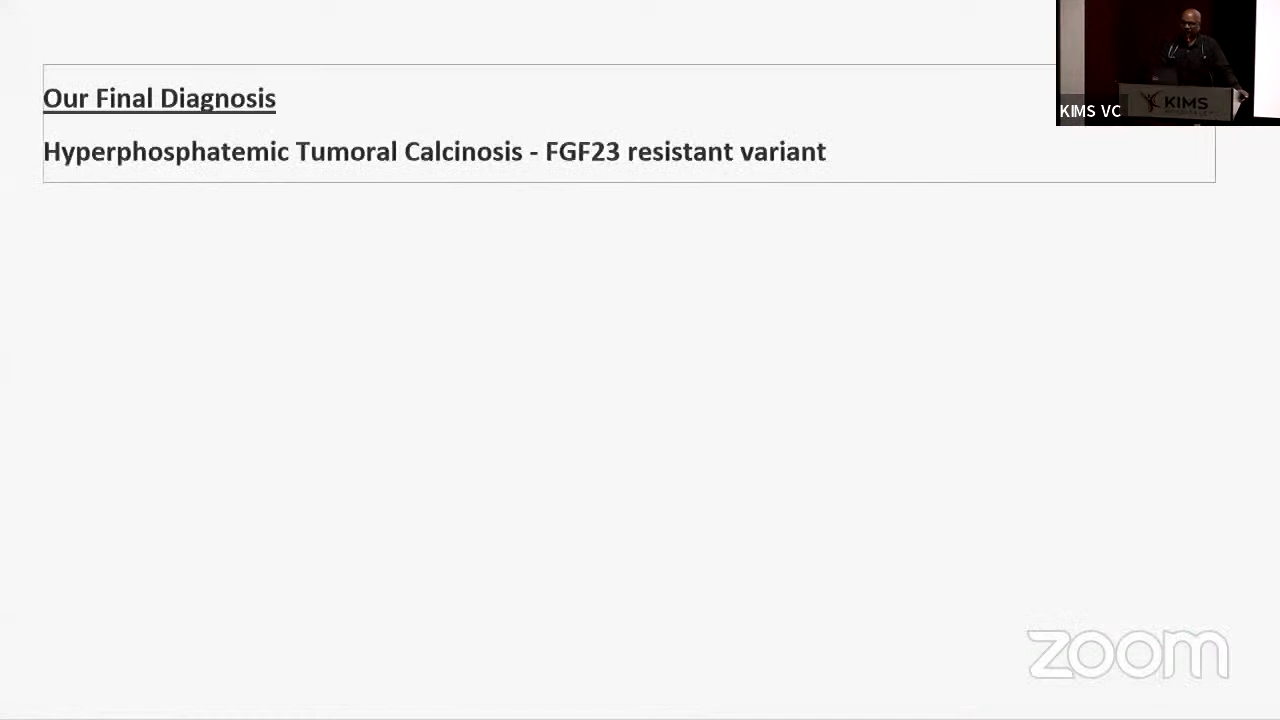 Our Final Diagnosis
Hyperphosphatemic Tumoral Calcinosis - FGF23 resistant variant
KIMS
KIMS VC
zoom